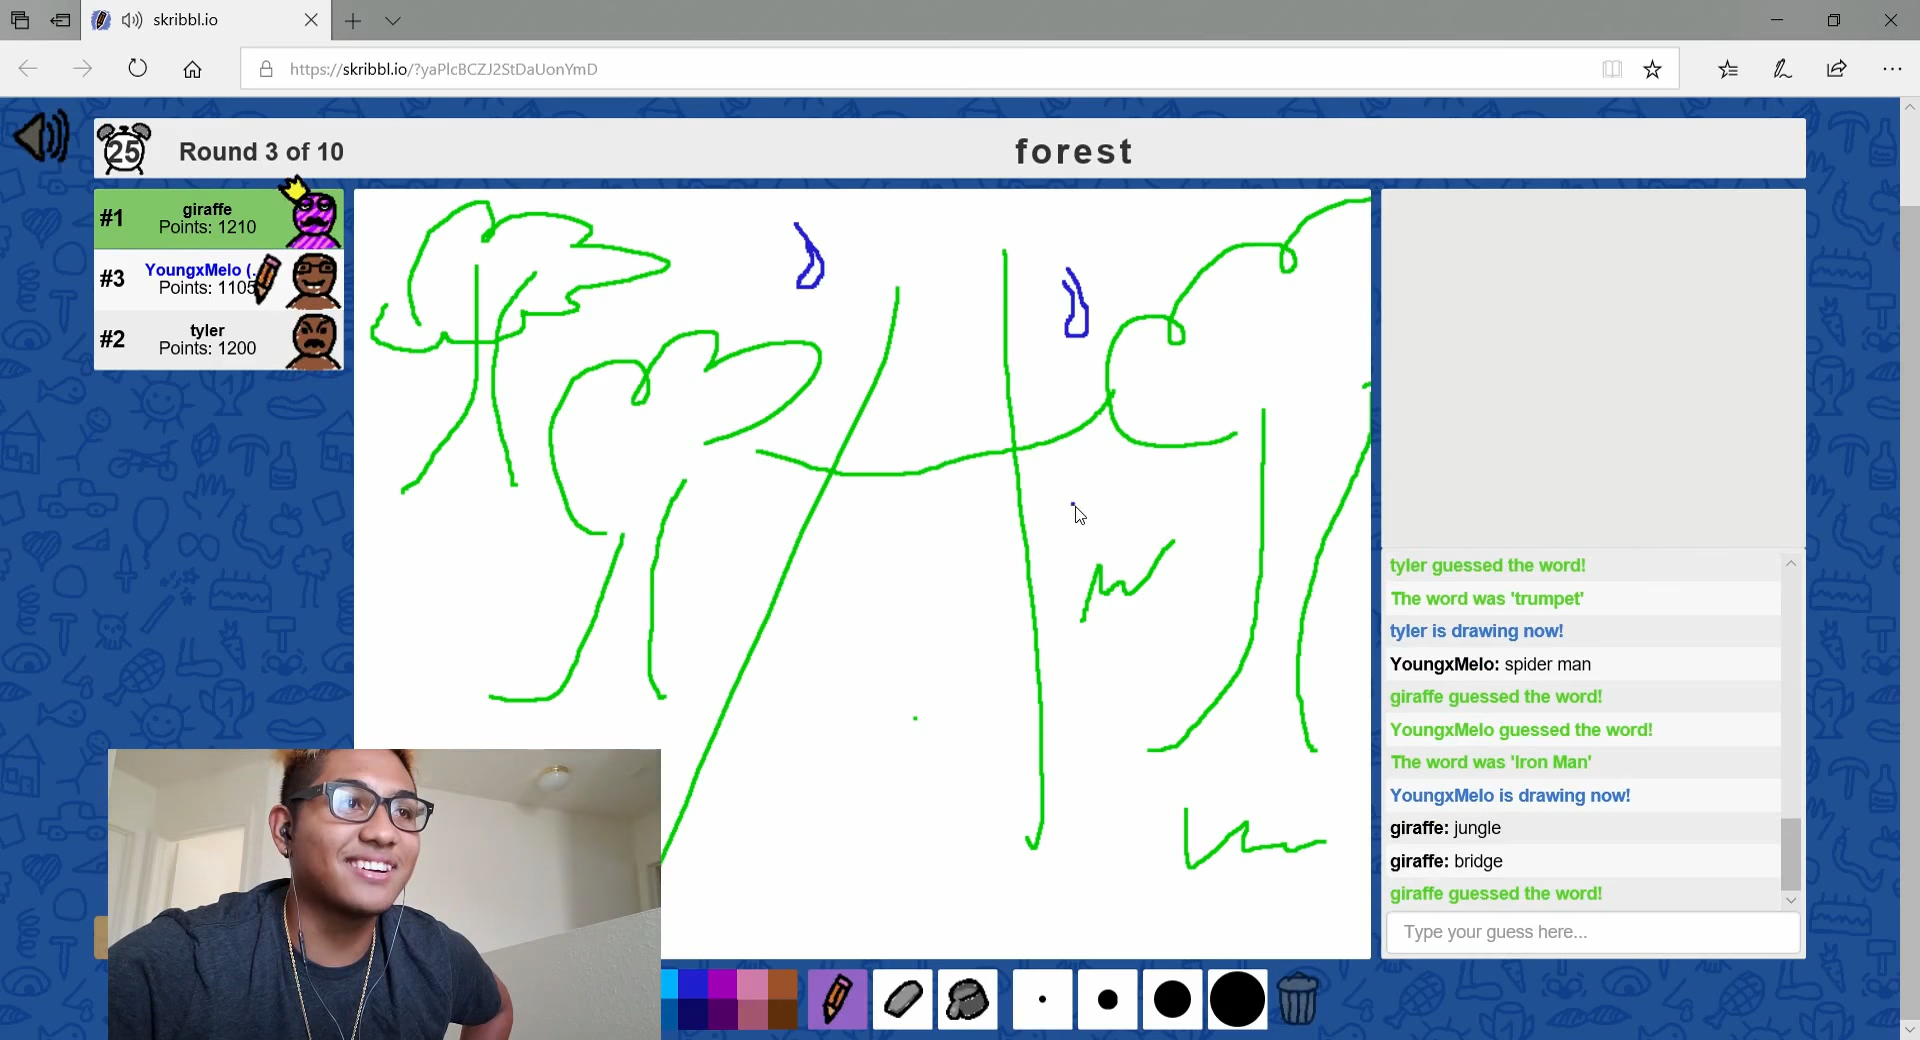 skribbl.io
https://skribbl.io/?yaPlcBCZJ2StDaUonYmD
25
Round 3 of 10
forest
#1
giraffe
Points: 1210
#3
YoungxMelo (.
Points: 1105
#2
tyler
Points: 1200
tyler guessed the word!
The word was 'trumpet'
tyler is drawing now!
YoungxMelo: spider man
giraffe guessed the word!
YoungxMelo guessed the word!
The word was 'Iron Man'
YoungxMelo is drawing now!
giraffe: jungle
giraffe: bridge
giraffe guessed the word!
Type your guess here...